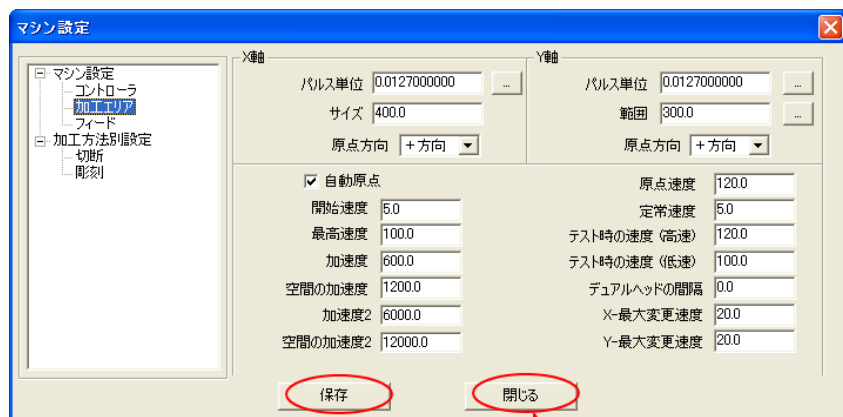 マシン設定
マシン設定
コントローラ
加工エリア
フィード
加工方法別設定
切断
彫刻
X軸
パルス単位 0.0127000000 ...
サイズ 400.0
原点方向 +方向
Y軸
パルス単位 0.0127000000 ...
範囲 300.0 ...
原点方向 +方向
自動原点
開始速度 5.0
最高速度 100.0
加速度 600.0
空間の加速度 1200.0
加速度2 6000.0
空間の加速度2 12000.0
原点速度 120.0
定常速度 5.0
テスト時の速度 (高速) 120.0
テスト時の速度 (低速) 100.0
デュアルヘッドの間隔 0.0
X-最大変更速度 20.0
Y-最大変更速度 20.0
保存
閉じる